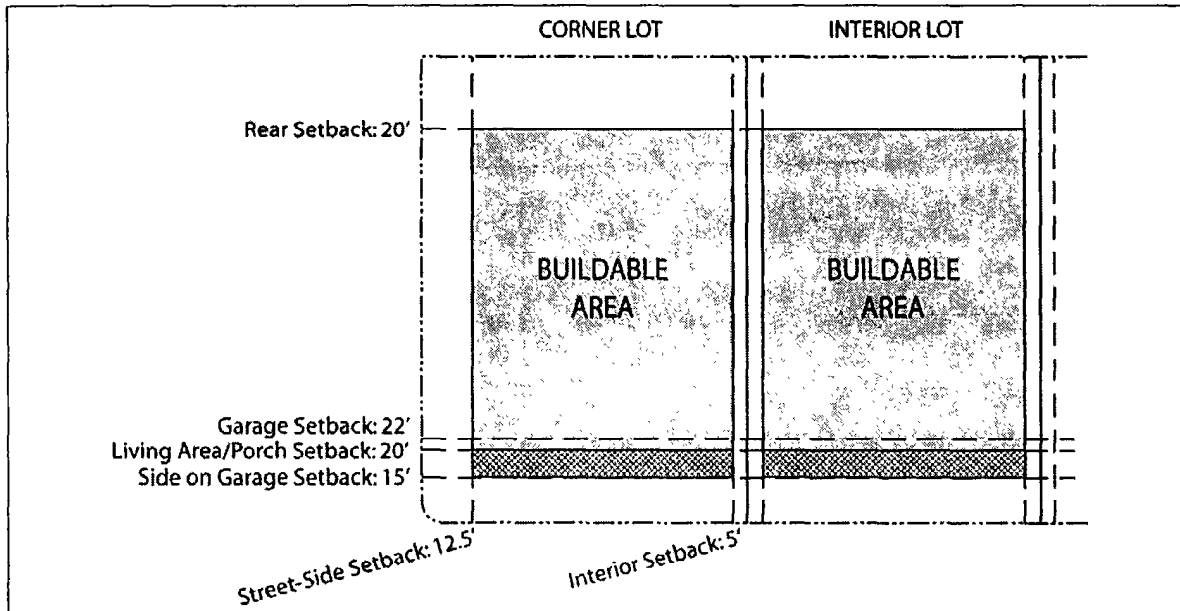 CORNER LOT
INTERIOR LOT
Rear Setback: 20'
BUILDABLE
AREA
BUILDABLE
AREA
Garage Setback: 22'
Living Area/Porch Setback: 20'
Side on Garage Setback: 15'
Street-Side Setback: 12.5'
Interior Setback: 5'